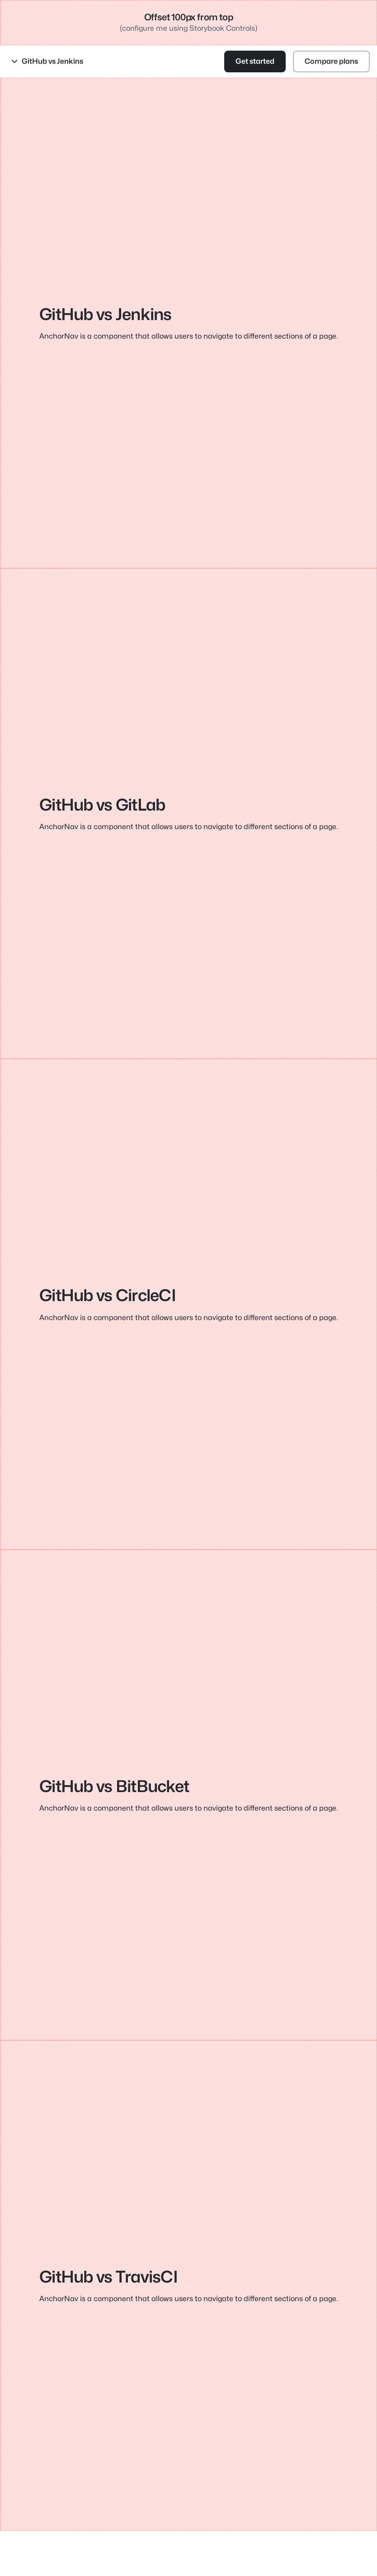 Offset 100px from top
(configure me using Storybook Controls)
GitHub vs Jenkins
Get started
Compare plans
GitHub vs Jenkins
AnchorNav is a component that allows users to navigate to different sections of a page.
GitHub vs GitLab
AnchorNav is a component that allows users to navigate to different sections of a page.
GitHub vs CircleCI
AnchorNav is a component that allows users to navigate to different sections of a page.
GitHub vs BitBucket
AnchorNav is a component that allows users to navigate to different sections of a page.
GitHub vs TravisCI
AnchorNav is a component that allows users to navigate to different sections of a page.